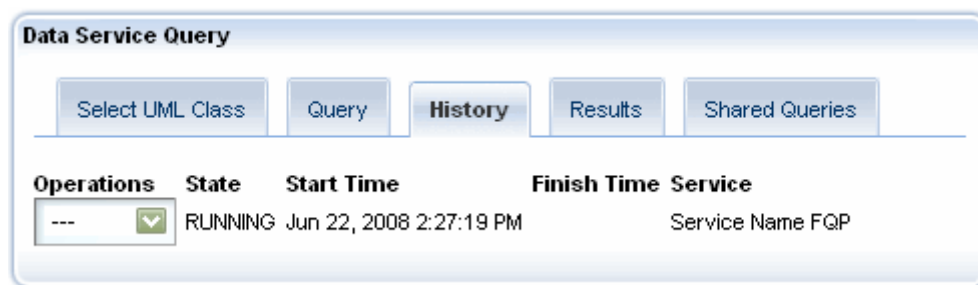 Data Service Query
Select UML Class Query History Results Shared Queries
Operations State Start Time Finish Time Service
--- RUNNING Jun 22, 2008 2:27:19 PM Service Name FQP